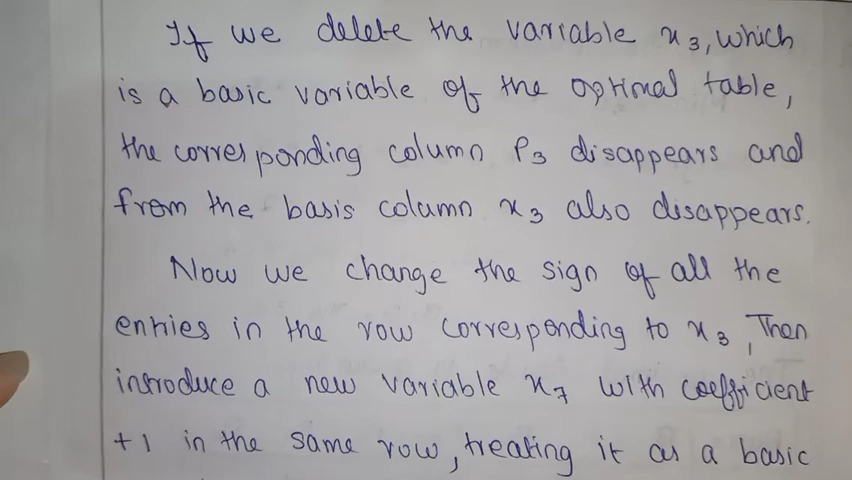 If we delete the variable x₃, which
is a basic variable of the optimal table,
the corresponding column P₃ disappears and
from the basis column x₃ also disappears.
Now we change the sign of all the
entries in the row corresponding to x₃, Then
introduce a new variable x₇ with coefficient
+1 in the same row, treating it as a basic